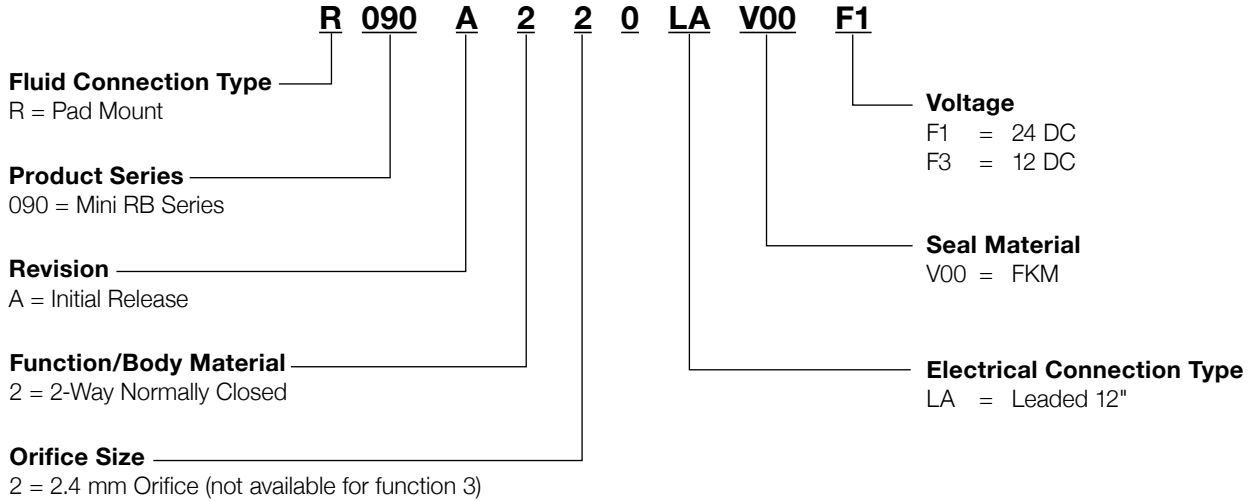 R 090 A 2 2 0 LA V00 F1
Fluid Connection Type
R = Pad Mount
Product Series
090 = Mini RB Series
Revision
A = Initial Release
Function/Body Material
2 = 2-Way Normally Closed
Orifice Size
2 = 2.4 mm Orifice (not available for function 3)
Voltage
F1 = 24 DC
F3 = 12 DC
Seal Material
V00 = FKM
Electrical Connection Type
LA = Leaded 12"